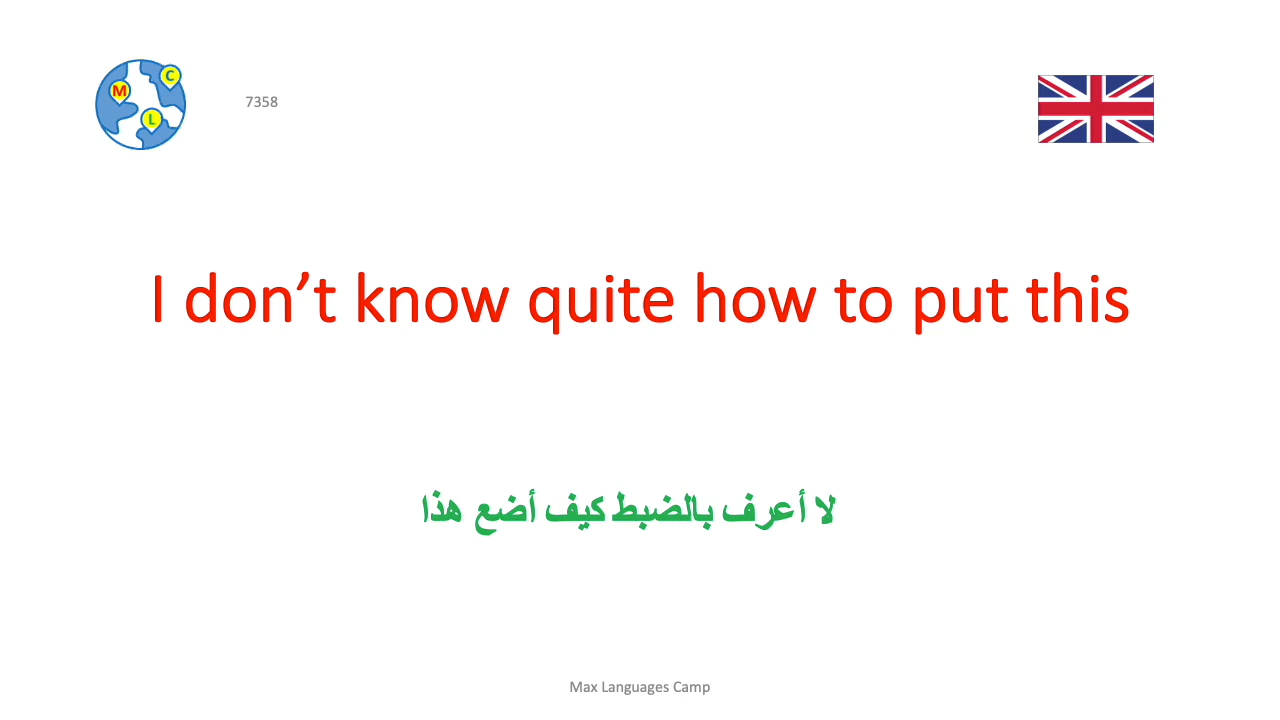 C
M
L
7358
I don’t know quite how to put this
لا أعرف بالضبط كيف أضع هذا
Max Languages Camp